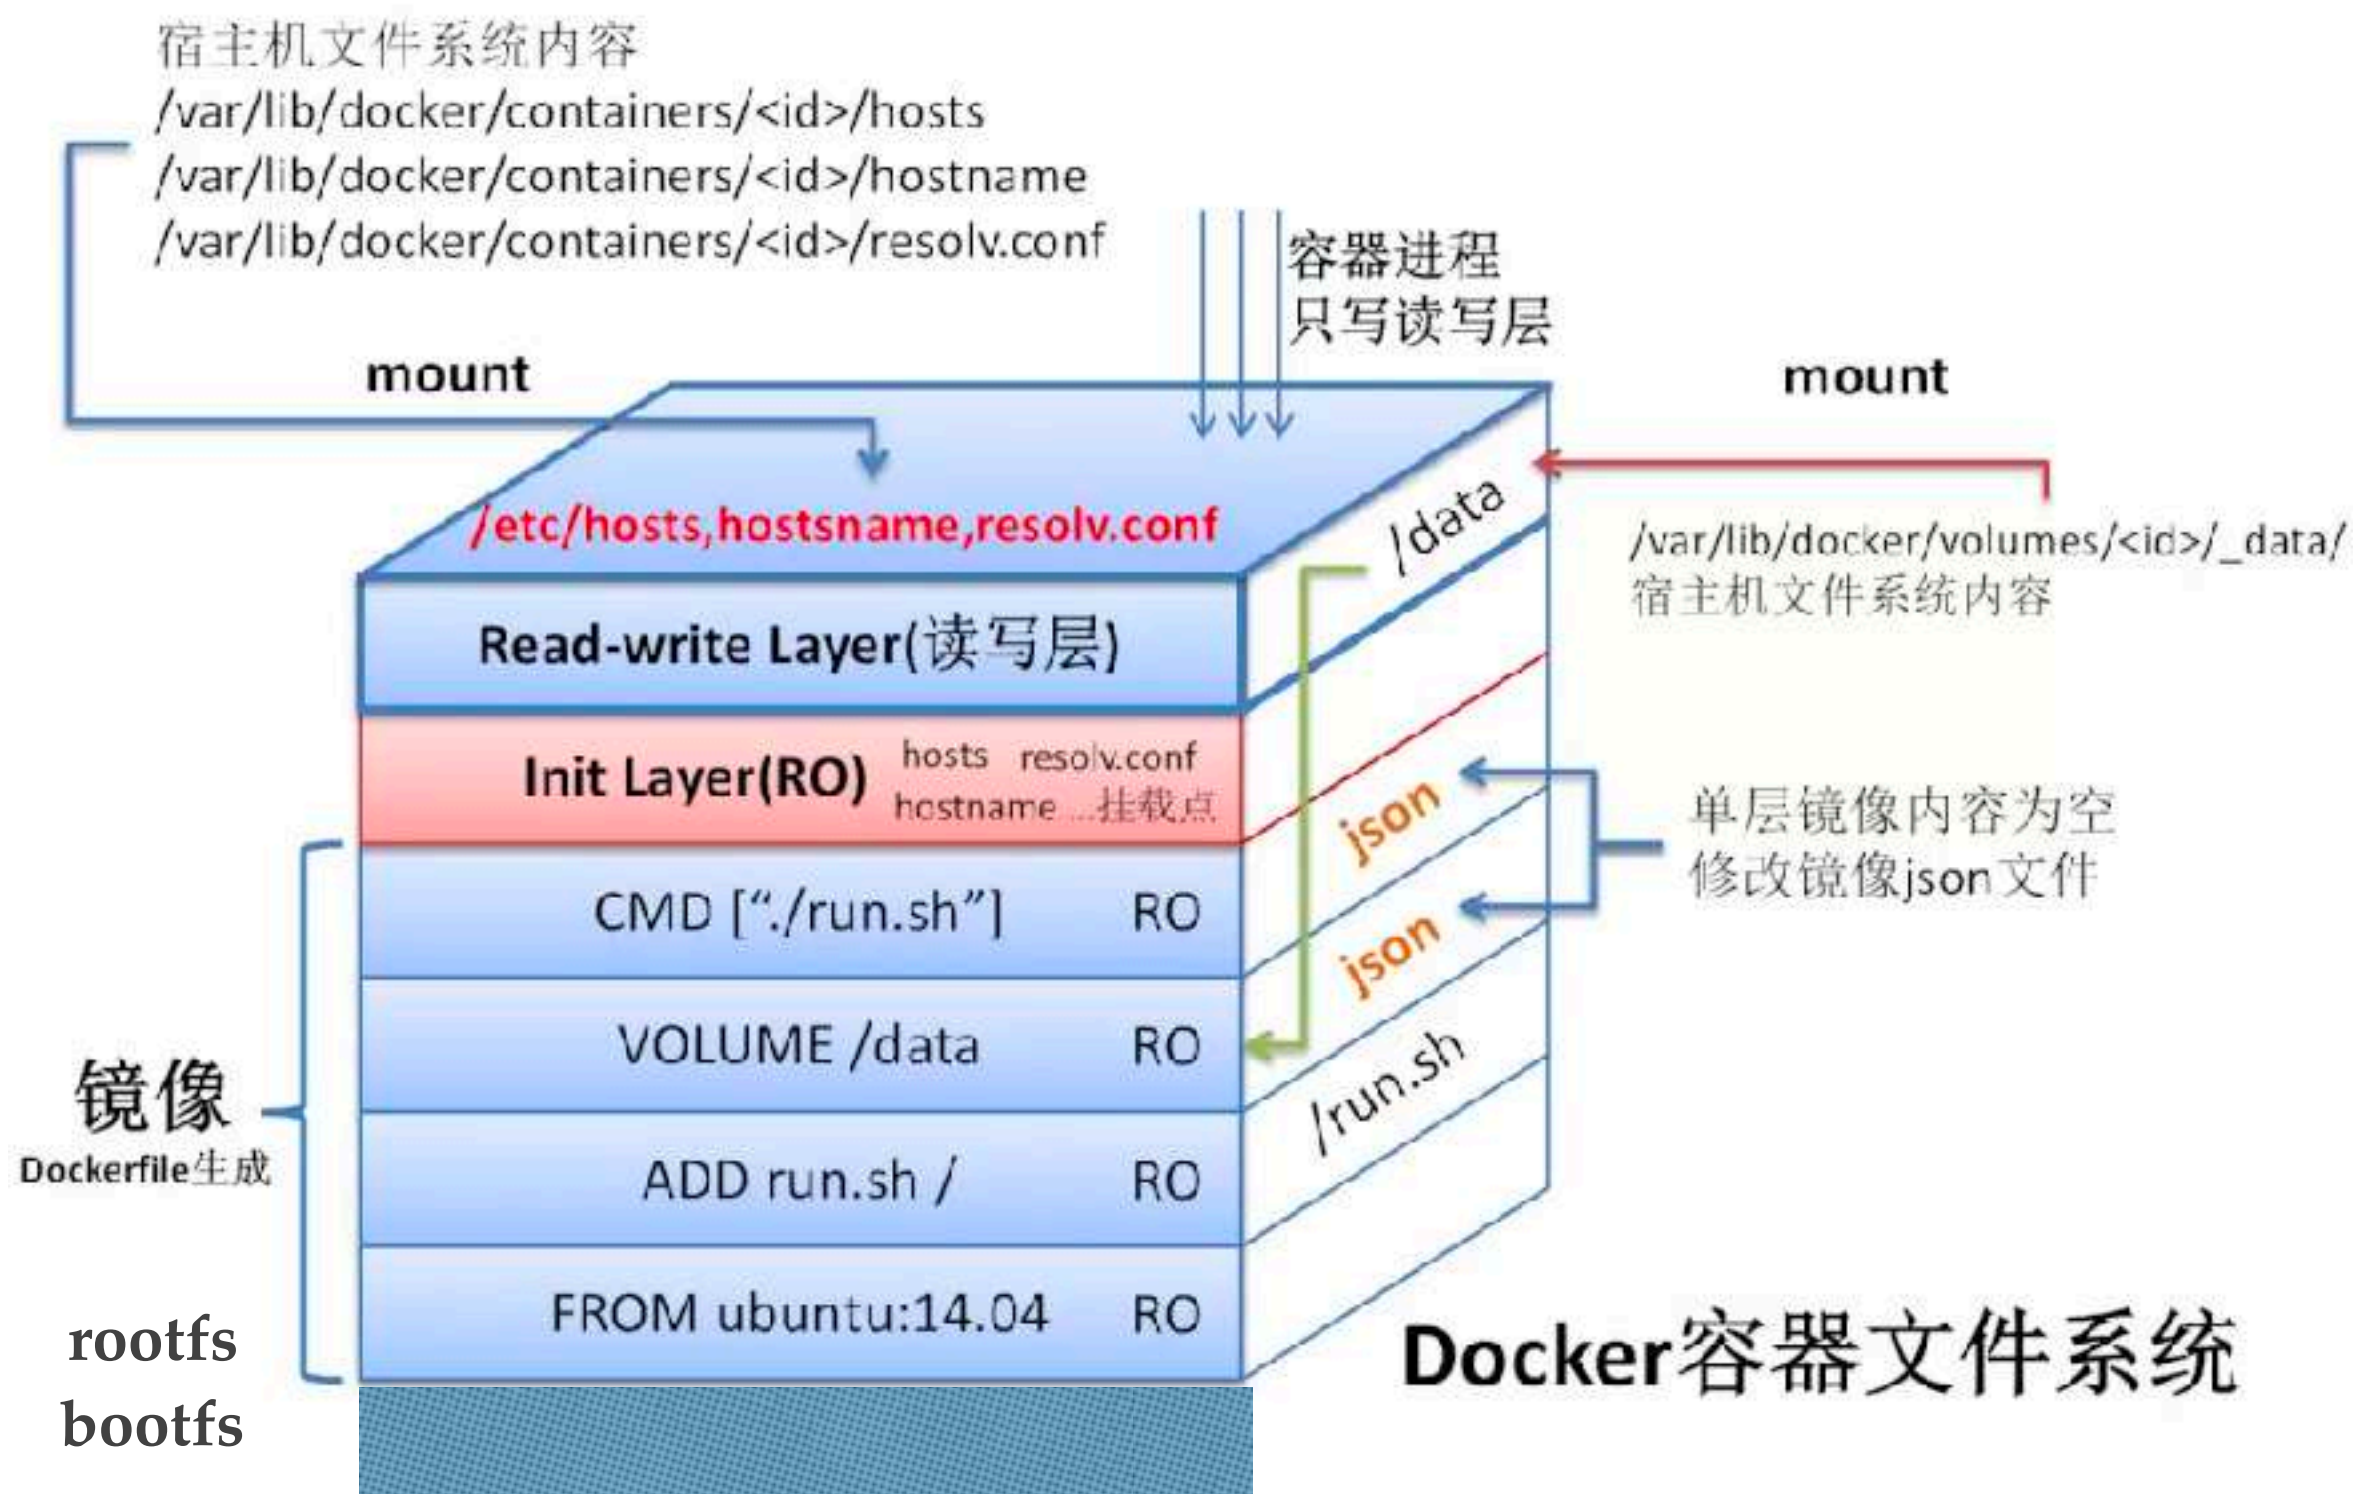 宿主机文件系统内容
/var/lib/docker/containers/<id>/hosts
/var/lib/docker/containers/<id>/hostname
/var/lib/docker/containers/<id>/resolv.conf
容器进程
只写读写层
mount
mount
/etc/hosts,hostsname,resolv.conf
/data
/var/lib/docker/volumes/<id>/_data/
宿主机文件系统内容
Read-write Layer(读写层)
Init Layer(RO)
hosts resolv.conf
hostname ...挂载点
json
单层镜像内容为空
修改镜像json文件
CMD [“./run.sh”] RO
json
VOLUME /data RO
/run.sh
镜像
Dockerfile生成
ADD run.sh / RO
FROM ubuntu:14.04 RO
rootfs
bootfs
Docker容器文件系统